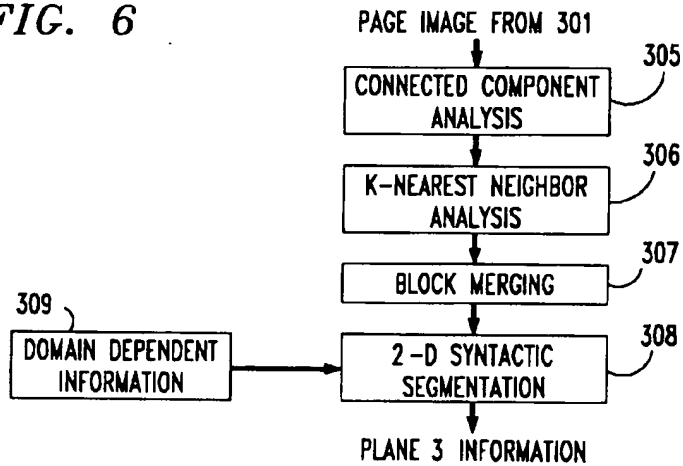 FIG. 6
PAGE IMAGE FROM 301
305
CONNECTED COMPONENT
ANALYSIS
306
K-NEAREST NEIGHBOR
ANALYSIS
307
BLOCK MERGING
309
308
DOMAIN DEPENDENT
INFORMATION
2-D SYNTACTIC
SEGMENTATION
PLANE 3 INFORMATION